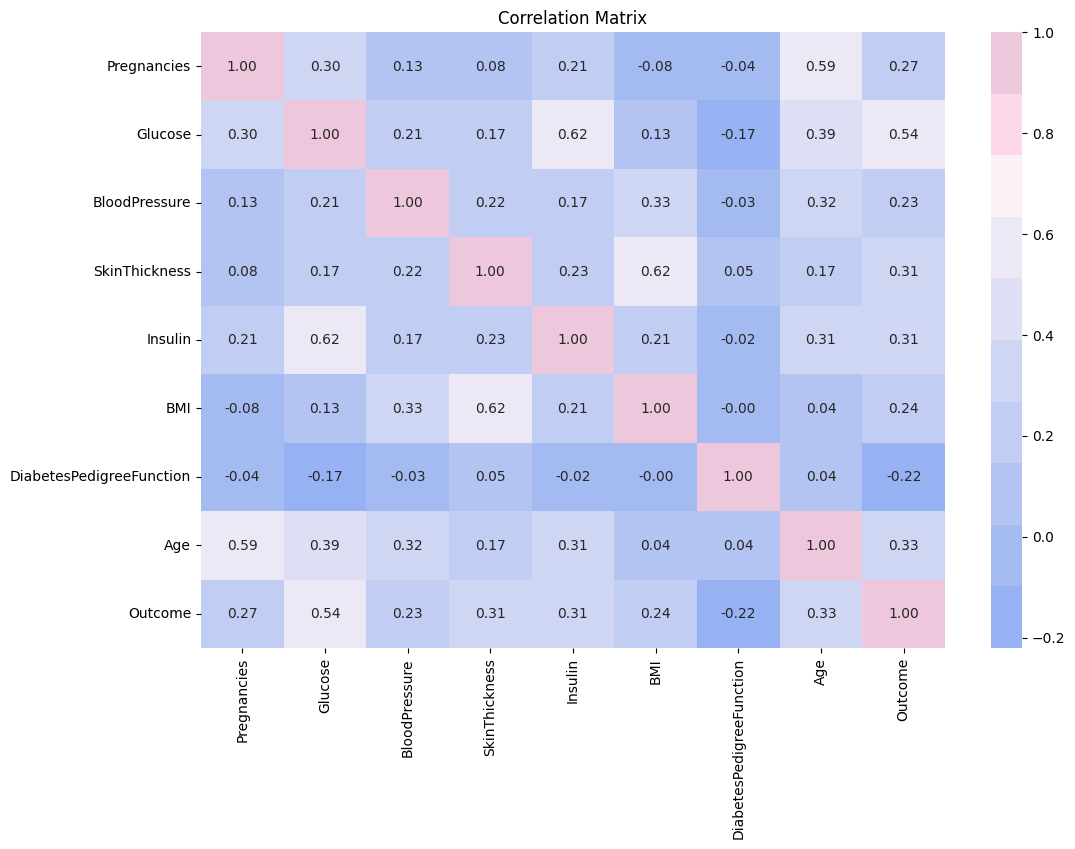 Correlation Matrix
Pregnancies 1.00 0.30 0.13 0.08 0.21 -0.08 -0.04 0.59 0.27
Glucose 0.30 1.00 0.21 0.17 0.62 0.13 -0.17 0.39 0.54
BloodPressure 0.13 0.21 1.00 0.22 0.17 0.33 -0.03 0.32 0.23
SkinThickness 0.08 0.17 0.22 1.00 0.23 0.62 0.05 0.17 0.31
Insulin 0.21 0.62 0.17 0.23 1.00 0.21 -0.02 0.31 0.31
BMI -0.08 0.13 0.33 0.62 0.21 1.00 -0.00 0.04 0.24
DiabetesPedigreeFunction -0.04 -0.17 -0.03 0.05 -0.02 -0.00 1.00 0.04 -0.22
Age 0.59 0.39 0.32 0.17 0.31 0.04 0.04 1.00 0.33
Outcome 0.27 0.54 0.23 0.31 0.31 0.24 -0.22 0.33 1.00
Pregnancies
Glucose
BloodPressure
SkinThickness
Insulin
BMI
DiabetesPedigreeFunction
Age
Outcome
1.0
0.8
0.6
0.4
0.2
0.0
−0.2